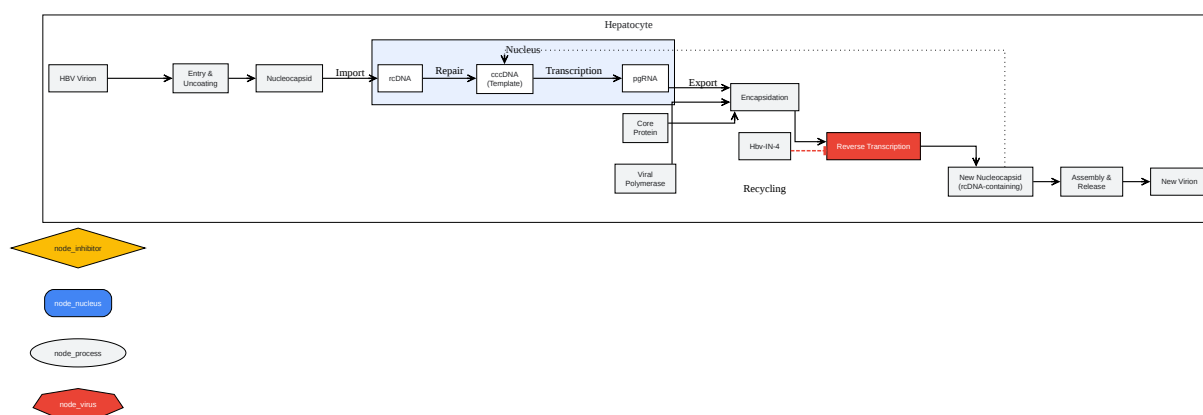 Hepatocyte
Nucleus
HBV Virion
Entry &
Uncoating
Nucleocapsid
Import
rcDNA
Repair
cccDNA
(Template)
Transcription
pgRNA
Export
Encapsidation
Core
Protein
Hbv-IN-4
Reverse Transcription
Viral
Polymerase
Recycling
New Nucleocapsid
(rcDNA-containing)
Assembly &
Release
New Virion
node_inhibitor
node_nucleus
node_process
node_virus